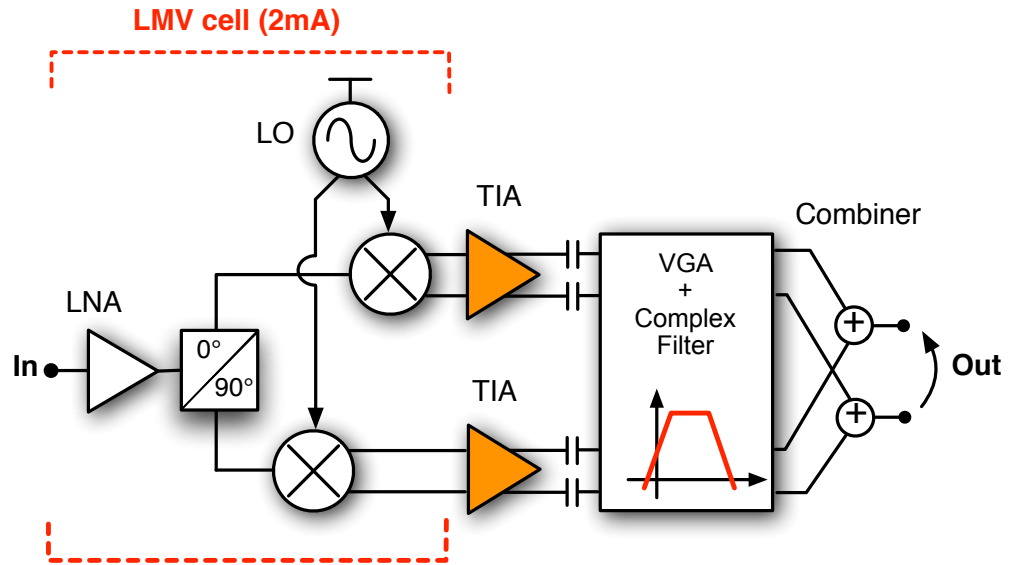 LMV cell (2mA)
LO
TIA
Combiner
VGA
+
Complex
Filter
LNA
In
0°
90°
TIA
+
+
Out